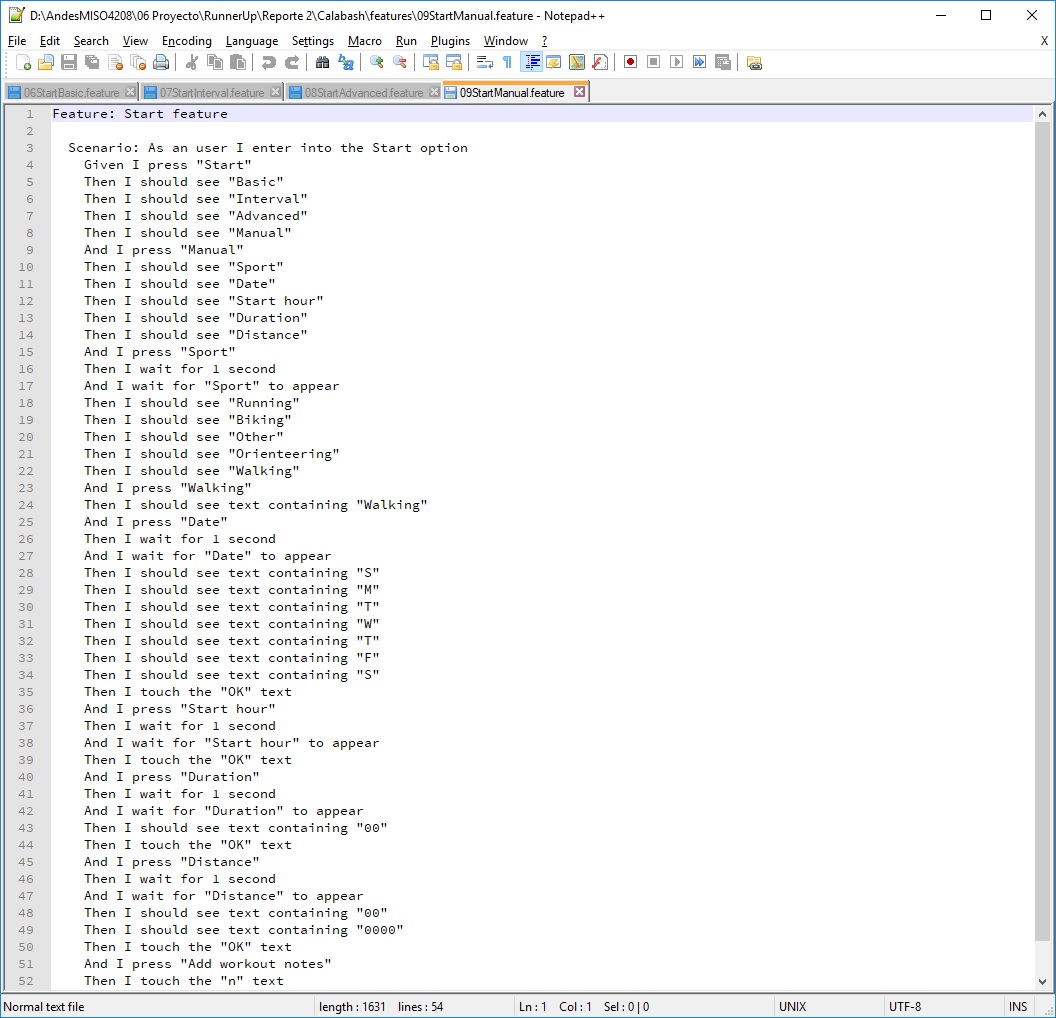 D:\AndesMISO4208\06 Proyecto\RunnerUp\Reporte 2\Calabash\features\09StartManual.feature - Notepad++
File Edit Search View Encoding Language Settings Macro Run Plugins Window ? X
06StartBasic.feature 07StartInterval.feature 08StartAdvanced.feature 09StartManual.feature
1 Feature: Start feature
2
3 Scenario: As an user I enter into the Start option
4 Given I press "Start"
5 Then I should see "Basic"
6 Then I should see "Interval"
7 Then I should see "Advanced"
8 Then I should see "Manual"
9 And I press "Manual"
10 Then I should see "Sport"
11 Then I should see "Date"
12 Then I should see "Start hour"
13 Then I should see "Duration"
14 Then I should see "Distance"
15 And I press "Sport"
16 Then I wait for 1 second
17 And I wait for "Sport" to appear
18 Then I should see "Running"
19 Then I should see "Biking"
20 Then I should see "Other"
21 Then I should see "Orienteering"
22 Then I should see "Walking"
23 And I press "Walking"
24 Then I should see text containing "Walking"
25 And I press "Date"
26 Then I wait for 1 second
27 And I wait for "Date" to appear
28 Then I should see text containing "S"
29 Then I should see text containing "M"
30 Then I should see text containing "T"
31 Then I should see text containing "W"
32 Then I should see text containing "T"
33 Then I should see text containing "F"
34 Then I should see text containing "S"
35 Then I touch the "OK" text
36 And I press "Start hour"
37 Then I wait for 1 second
38 And I wait for "Start hour" to appear
39 Then I touch the "OK" text
40 And I press "Duration"
41 Then I wait for 1 second
42 And I wait for "Duration" to appear
43 Then I should see text containing "00"
44 Then I touch the "OK" text
45 And I press "Distance"
46 Then I wait for 1 second
47 And I wait for "Distance" to appear
48 Then I should see text containing "00"
49 Then I should see text containing "0000"
50 Then I touch the "OK" text
51 And I press "Add workout notes"
52 Then I touch the "n" text
Normal text file length : 1631 lines : 54 Ln : 1 Col : 1 Sel : 0 | 0 UNIX UTF-8 INS